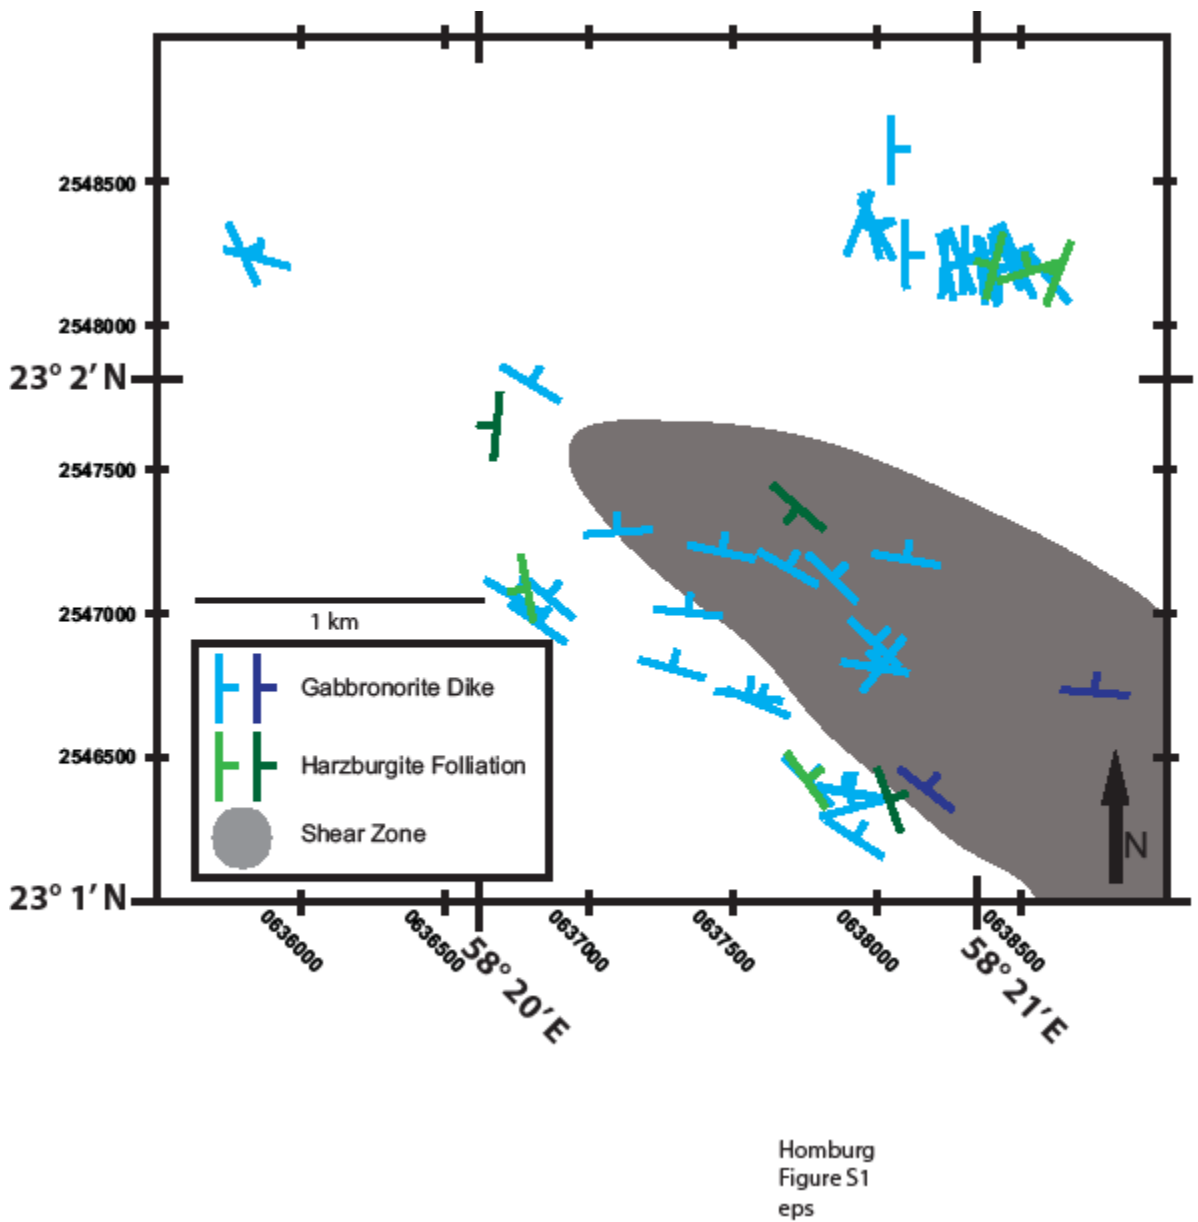 2548500
2548000
23° 2′ N
2547500
2547000
1 km
Gabbronorite Dike
2546500
Harzburgite Folliation
Shear Zone
N
23° 1′ N
0636000
0636500
58° 20′ E
0637000
0637500
0638000
58° 21′ E
0638500
Homburg
Figure S1
eps